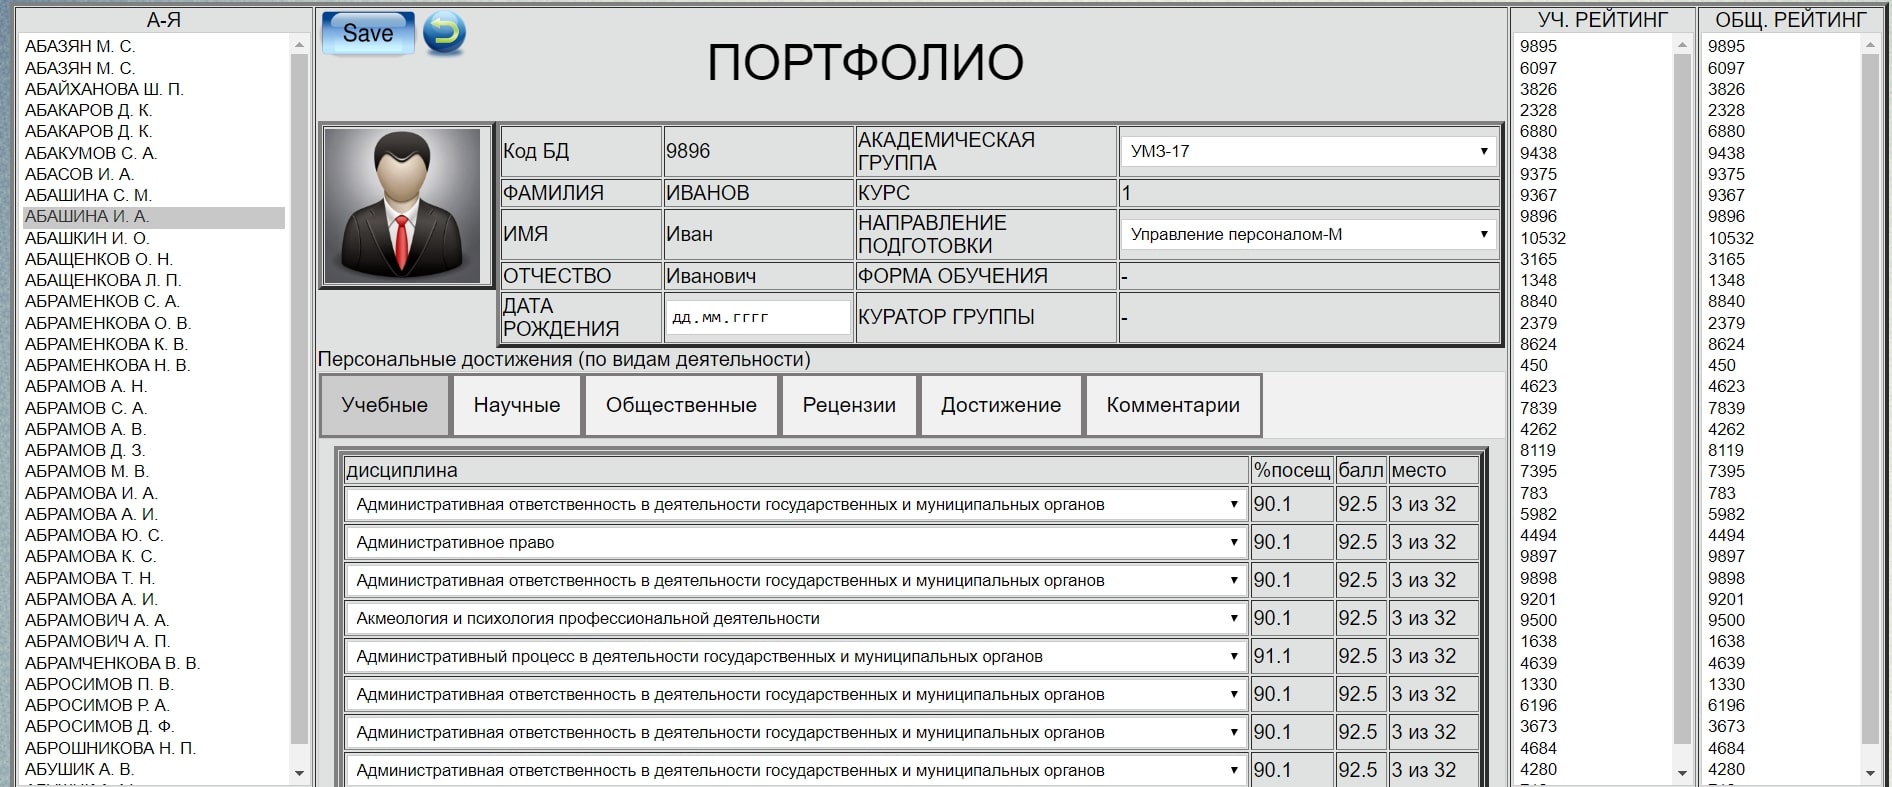 А-Я
АБАЗЯН М. С.
АБАЗЯН М. С.
АБАЙХАНОВА Ш. П.
АБАКАРОВ Д. К.
АБАКАРОВ Д. К.
АБАКУМОВ С. А.
АБАСОВ И. А.
АБАШИНА С. М.
АБАШИНА И. А.
АБАШКИН И. О.
АБАЩЕНКОВ О. Н.
АБАЩЕНКОВА Л. П.
АБРАМЕНКОВ С. А.
АБРАМЕНКОВА О. В.
АБРАМЕНКОВА К. В.
АБРАМЕНКОВА Н. В.
АБРАМОВ А. Н.
АБРАМОВ С. А.
АБРАМОВ А. В.
АБРАМОВ Д. З.
АБРАМОВ М. В.
АБРАМОВА И. А.
АБРАМОВА А. И.
АБРАМОВА Ю. С.
АБРАМОВА К. С.
АБРАМОВА Т. Н.
АБРАМОВА А. И.
АБРАМОВИЧ А. А.
АБРАМОВИЧ А. П.
АБРАМЧЕНКОВА В. В.
АБРОСИМОВ П. В.
АБРОСИМОВ Р. А.
АБРОСИМОВ Д. Ф.
АБРОШНИКОВА Н. П.
АБУШИК А. В.
Save
ПОРТФОЛИО
Код БД 9896 АКАДЕМИЧЕСКАЯ ГРУППА УМЗ-17
ФАМИЛИЯ ИВАНОВ КУРС 1
ИМЯ Иван НАПРАВЛЕНИЕ ПОДГОТОВКИ Управление персоналом-М
ОТЧЕСТВО Иванович ФОРМА ОБУЧЕНИЯ -
ДАТА РОЖДЕНИЯ дд.мм.гггг КУРАТОР ГРУППЫ -
Персональные достижения (по видам деятельности)
Учебные Научные Общественные Рецензии Достижение Комментарии
дисциплина %посещ балл место
Административная ответственность в деятельности государственных и муниципальных органов 90.1 92.5 3 из 32
Административное право 90.1 92.5 3 из 32
Административная ответственность в деятельности государственных и муниципальных органов 90.1 92.5 3 из 32
Акмеология и психология профессиональной деятельности 90.1 92.5 3 из 32
Административный процесс в деятельности государственных и муниципальных органов 91.1 92.5 3 из 32
Административная ответственность в деятельности государственных и муниципальных органов 90.1 92.5 3 из 32
Административная ответственность в деятельности государственных и муниципальных органов 90.1 92.5 3 из 32
Административная ответственность в деятельности государственных и муниципальных органов 90.1 92.5 3 из 32
УЧ. РЕЙТИНГ
9895
6097
3826
2328
6880
9438
9375
9367
9896
10532
3165
1348
8840
2379
8624
450
4623
7839
4262
8119
7395
783
5982
4494
9897
9898
9201
9500
1638
4639
1330
6196
3673
4684
4280
ОБЩ. РЕЙТИНГ
9895
6097
3826
2328
6880
9438
9375
9367
9896
10532
3165
1348
8840
2379
8624
450
4623
7839
4262
8119
7395
783
5982
4494
9897
9898
9201
9500
1638
4639
1330
6196
3673
4684
4280